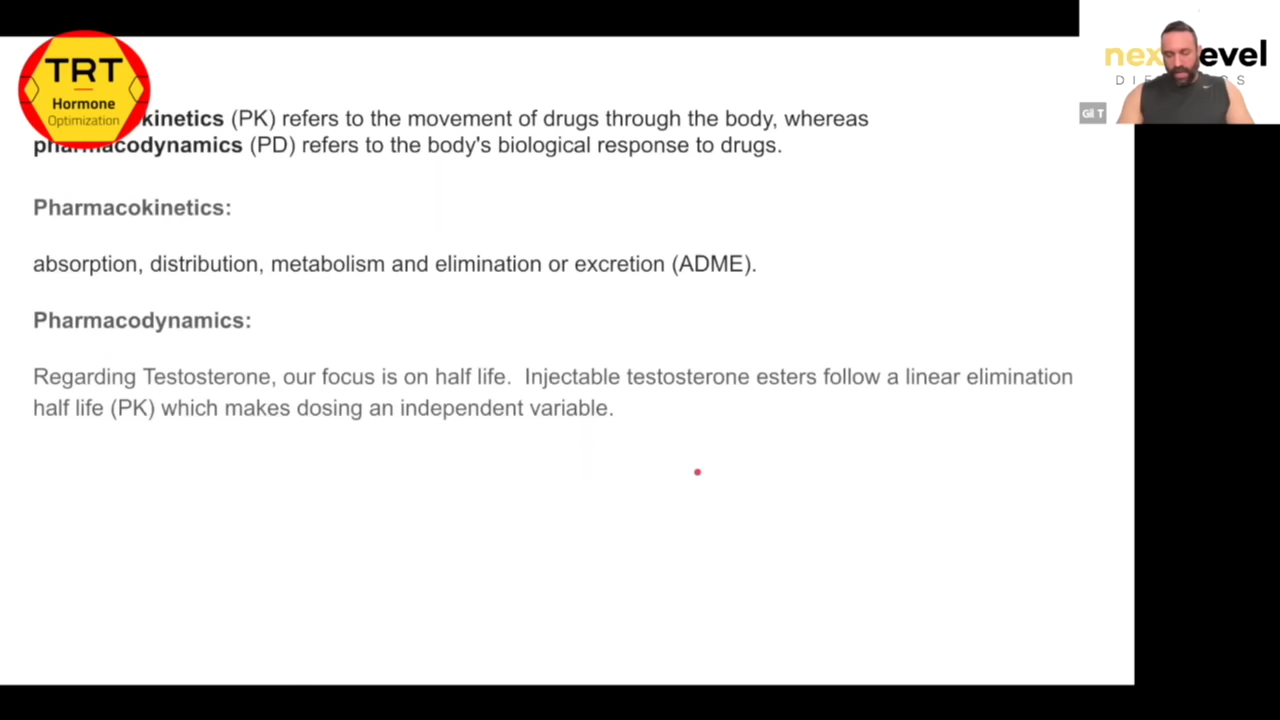 TRT
Hormone
Optimization
kinetics (PK) refers to the movement of drugs through the body, whereas
pharmacodynamics (PD) refers to the body's biological response to drugs.
Pharmacokinetics:
absorption, distribution, metabolism and elimination or excretion (ADME).
Pharmacodynamics:
Regarding Testosterone, our focus is on half life. Injectable testosterone esters follow a linear elimination
half life (PK) which makes dosing an independent variable.
Gil T